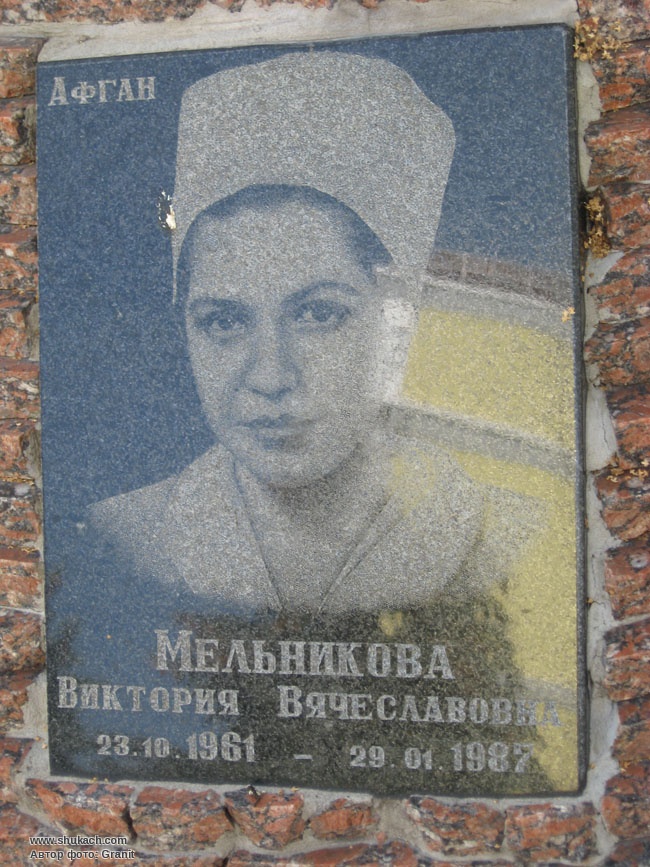 Афган
Мельникова
Виктория Вячеславовна
23.10.1961 – 29.01.1987
www.shukach.com
Автор фото- Granit